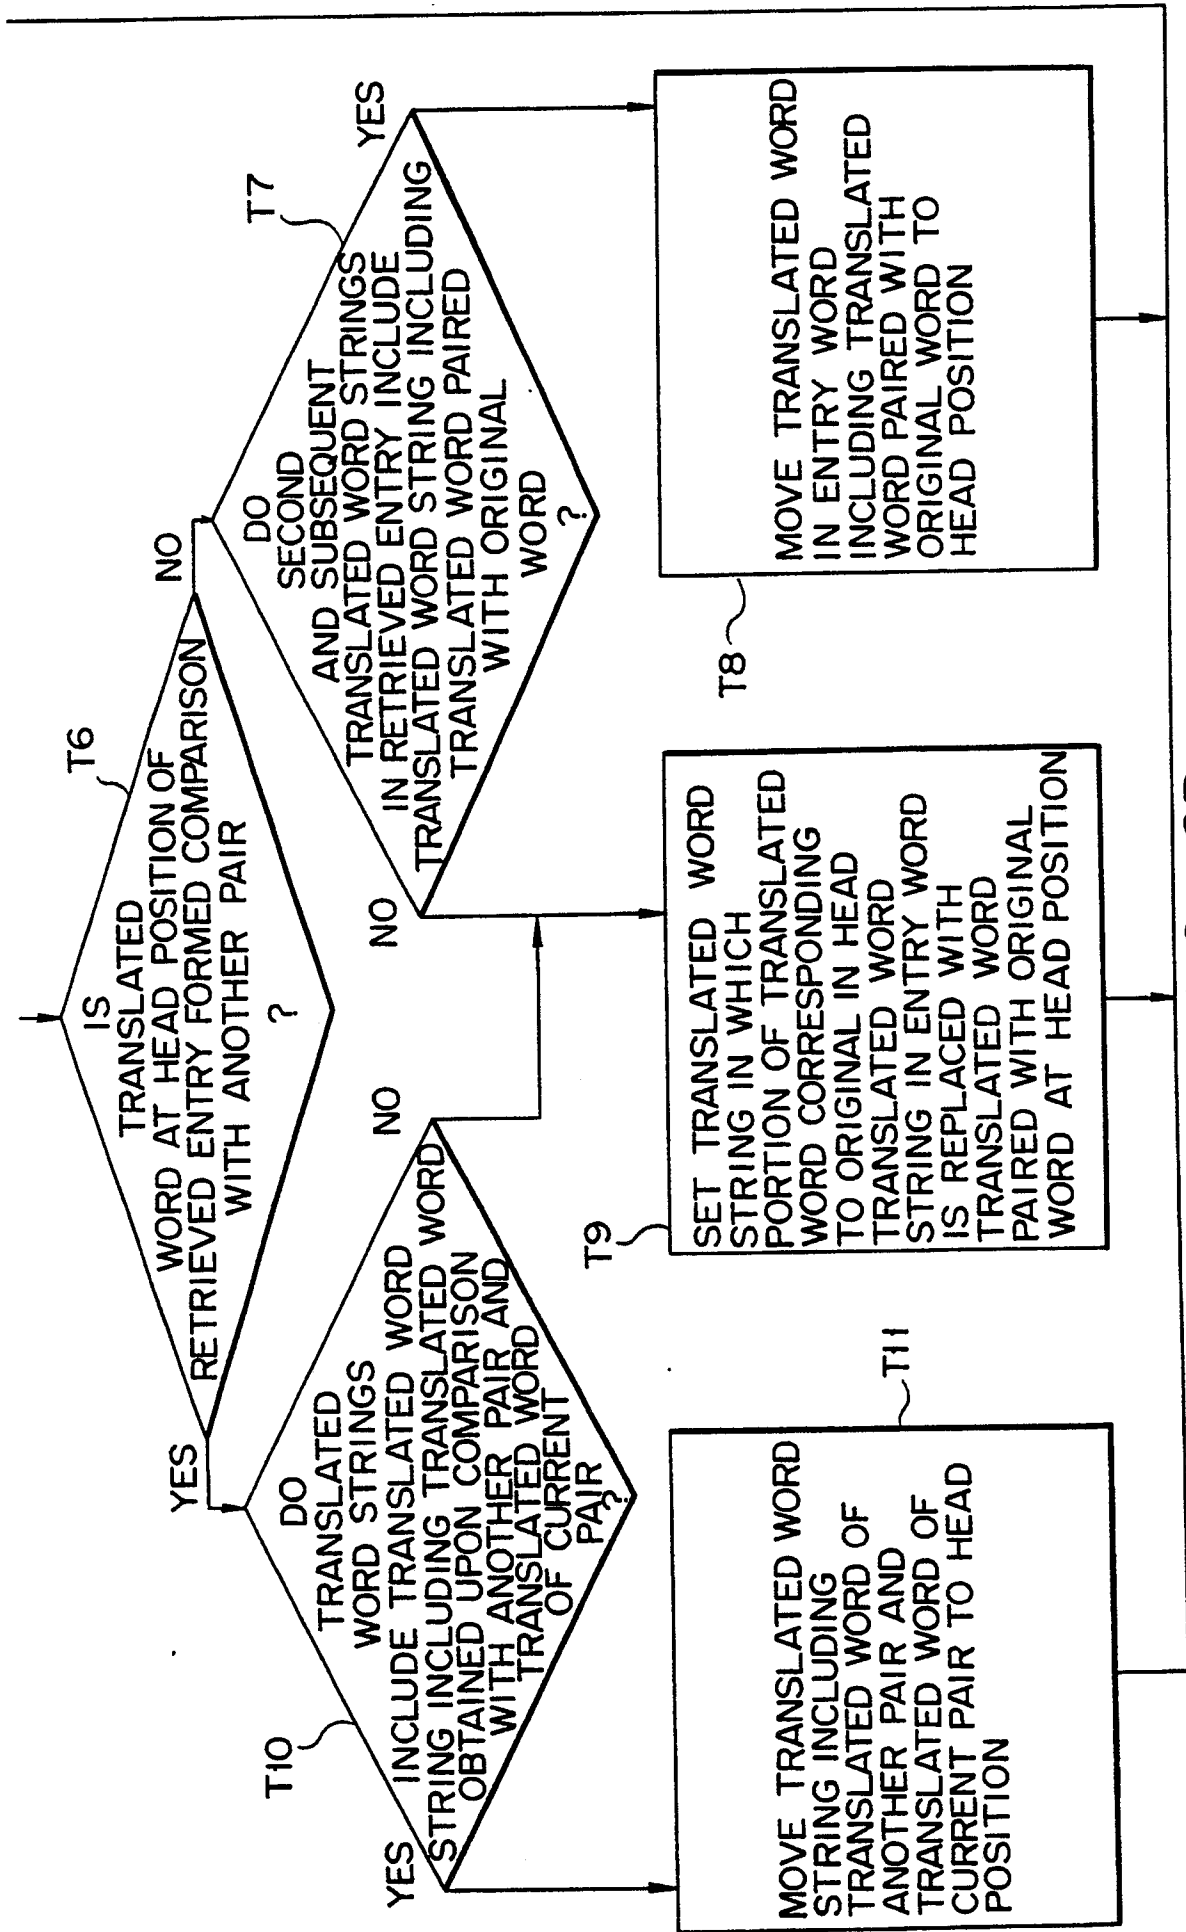 T6
IS
TRANSLATED
WORD AT HEAD POSITION OF
RETRIEVED ENTRY FORMED COMPARISON
WITH ANOTHER PAIR
?
YES
NO
T10
DO
TRANSLATED
WORD STRINGS
INCLUDE TRANSLATED WORD
STRING INCLUDING TRANSLATED WORD
OBTAINED UPON COMPARISON
WITH ANOTHER PAIR AND
TRANSLATED WORD
OF CURRENT
PAIR
?
YES
NO
T7
DO
SECOND
AND SUBSEQUENT
TRANSLATED WORD STRINGS
IN RETRIEVED ENTRY INCLUDE
TRANSLATED WORD STRING INCLUDING
TRANSLATED WORD PAIRED
WITH ORIGINAL
WORD
?
NO
YES
T11
MOVE TRANSLATED WORD
STRING INCLUDING
TRANSLATED WORD OF
ANOTHER PAIR AND
TRANSLATED WORD OF
CURRENT PAIR TO HEAD
POSITION
T9
SET TRANSLATED WORD
STRING IN WHICH
PORTION OF TRANSLATED
WORD CORRESPONDING
TO ORIGINAL IN HEAD
TRANSLATED WORD
STRING IN ENTRY WORD
IS REPLACED WITH
TRANSLATED WORD
PAIRED WITH ORIGINAL
WORD AT HEAD POSITION
T8
MOVE TRANSLATED WORD
IN ENTRY WORD
INCLUDING TRANSLATED
WORD PAIRED WITH
ORIGINAL WORD TO
HEAD POSITION